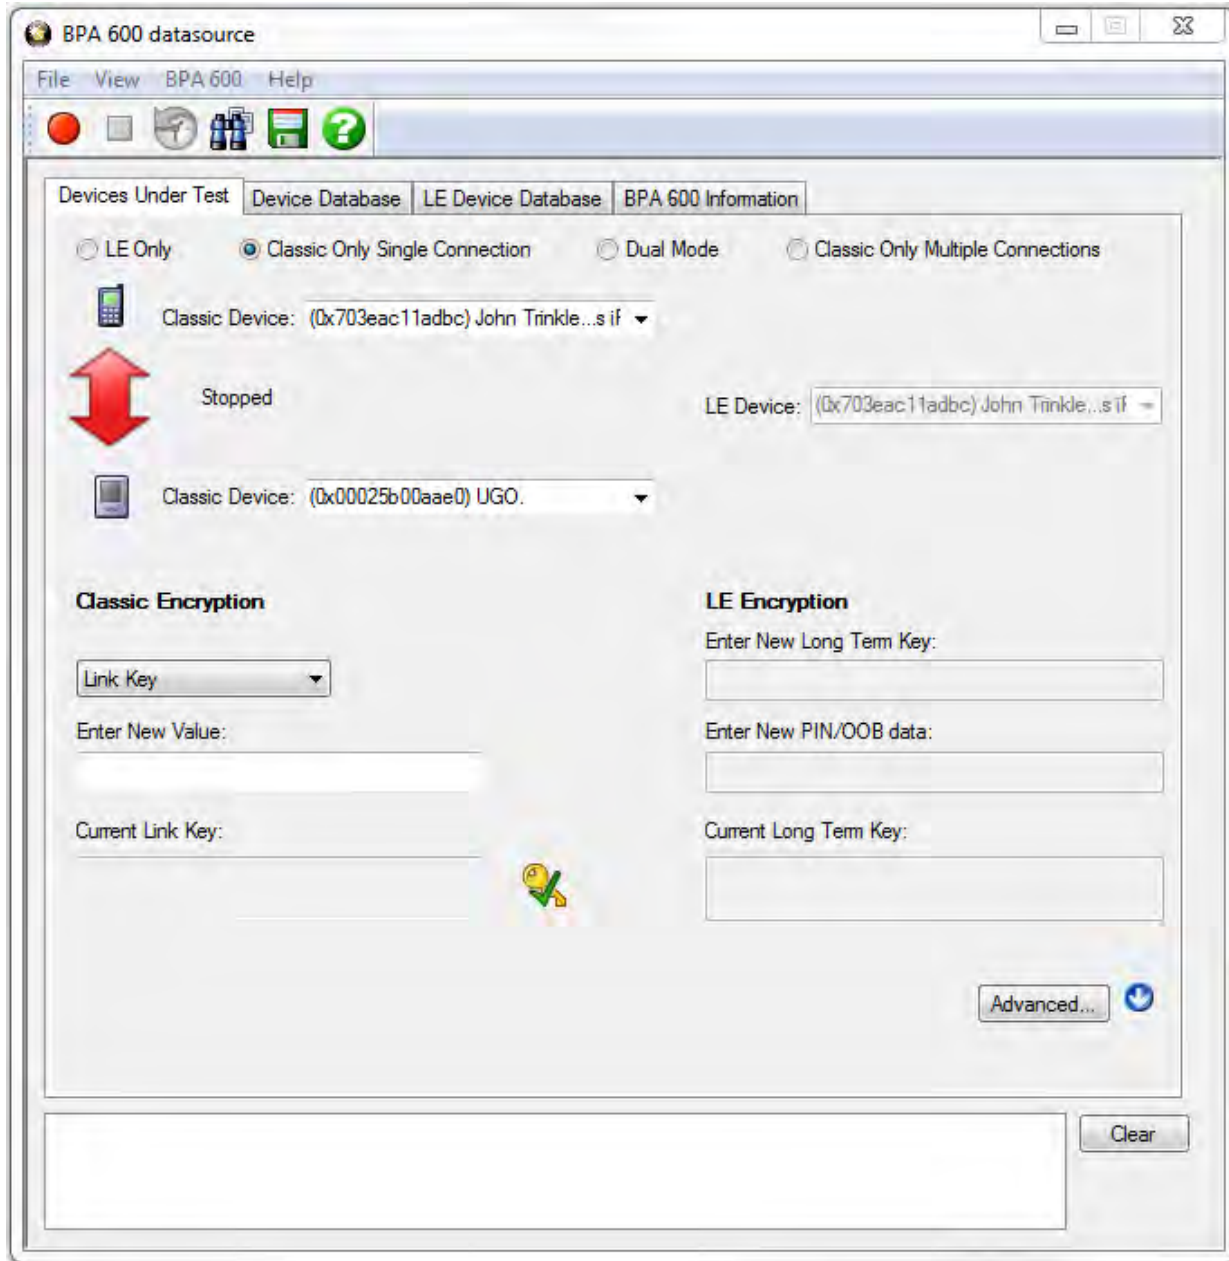 BPA 600 datasource
File View BPA 600 Help
Devices Under Test Device Database LE Device Database BPA 600 Information
LE Only Classic Only Single Connection Dual Mode Classic Only Multiple Connections
Classic Device: (0x703eac11adbc) John Trinkle...s iF
Stopped
LE Device: (0x703eac11adbc) John Trinkle...s iF
Classic Device: (0x00025b00aae0) UGO.
Classic Encryption LE Encryption
Enter New Long Term Key:
Link Key
Enter New Value: Enter New PIN/OOB data:
Current Link Key: Current Long Term Key:
Advanced...
Clear